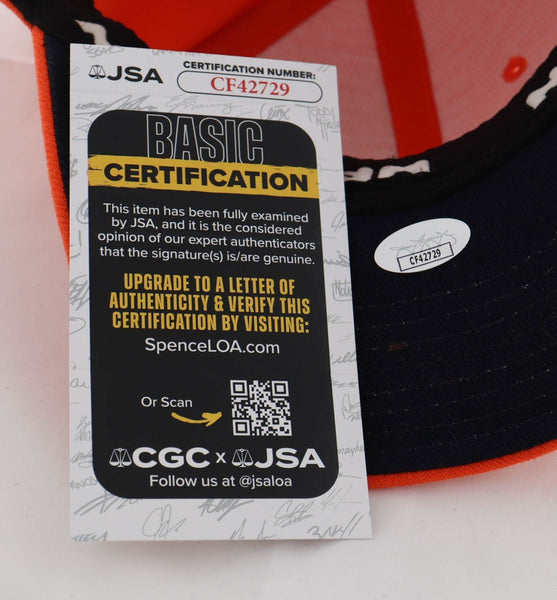 JSA
CERTIFICATION NUMBER:
CF42729
BASIC
CERTIFICATION
This item has been fully examined
by JSA, and it is the considered
opinion of our expert authenticators
that the signature(s) is/are genuine.
UPGRADE TO A LETTER OF
AUTHENTICITY & VERIFY THIS
CERTIFICATION BY VISITING:
SpenceLOA.com
Or Scan
CGC x JSA
Follow us at @jsaloa
CF42729